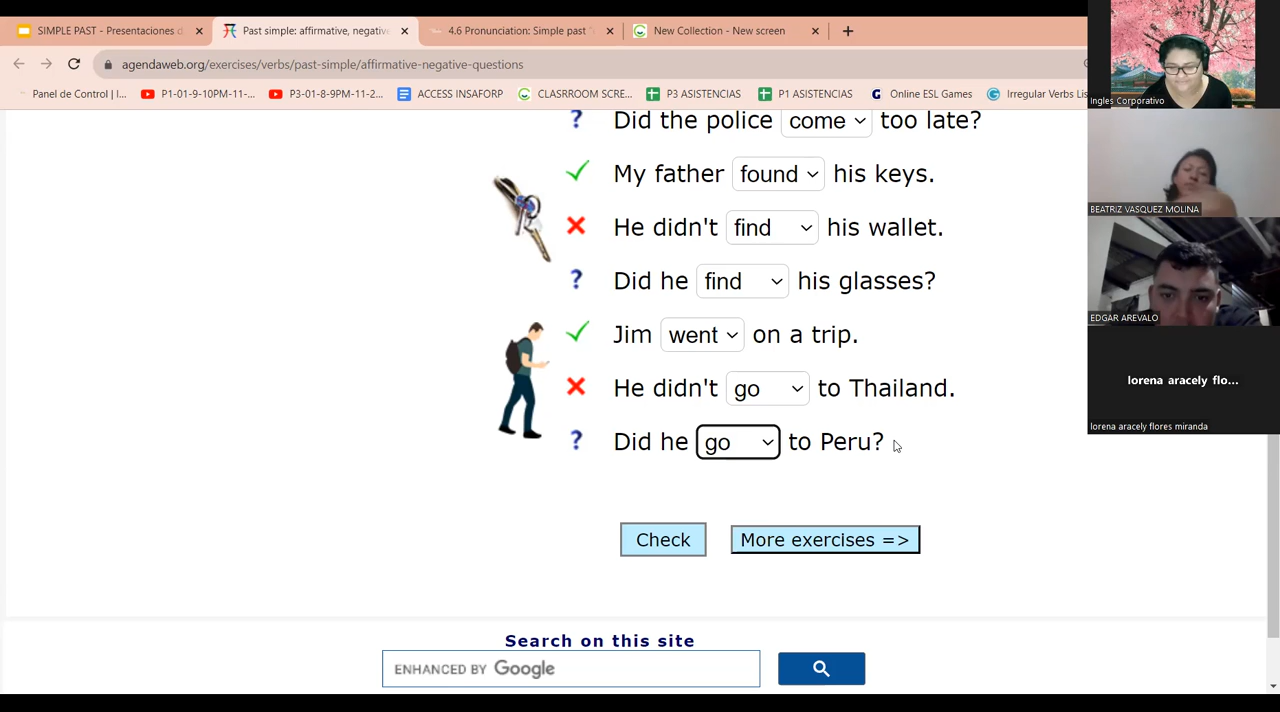 SIMPLE PAST - Presentaciones d
Past simple: affirmative, negative
4.6 Pronunciation: Simple past "
New Collection - New screen
agendaweb.org/exercises/verbs/past-simple/affirmative-negative-questions
Panel de Control | I...
P1-01-9-10PM-11-...
P3-01-8-9PM-11-2...
ACCESS INSAFORP
CLASRROOM SCRE...
P3 ASISTENCIAS
P1 ASISTENCIAS
Online ESL Games
Irregular Verbs Lis
Ingles Corporativo
Did the police come too late?
My father found his keys.
He didn't find his wallet.
Did he find his glasses?
Jim went on a trip.
He didn't go to Thailand.
Did he go to Peru?
BEATRIZ VASQUEZ MOLINA
EDGAR AREVALO
lorena aracely flo...
lorena aracely flores miranda
Check
More exercises =>
Search on this site
ENHANCED BY Google